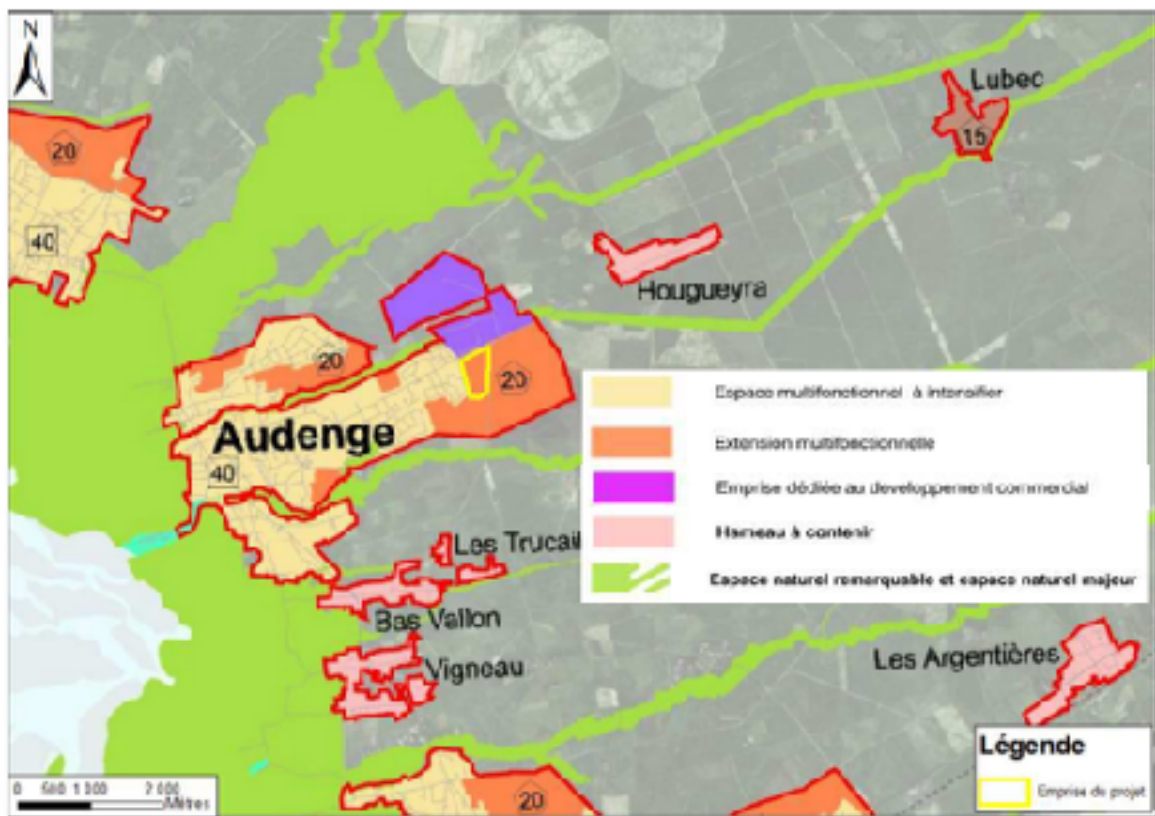 N
Lubec
20
15
40
Hougueyra
20
20
Audenge
40
Espace multifonctionnel à intensifier
Extension multifonctionnelle
Emprise dédiée au développement commercial
Hameau à contenir
Espace naturel remarquable et espace naturel majeur
Les Trucail
Bas Vallon
Vigneau
Les Argentières
Légende
Emprise du projet
0 500 1 000 2 000
Mètres
20